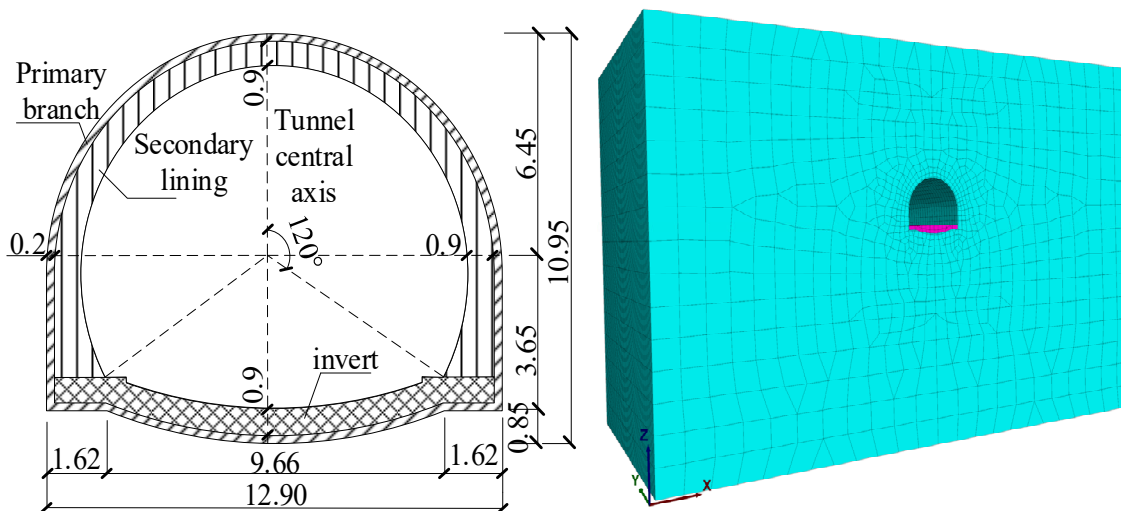 Primary
branch
0.9
Secondary
lining
Tunnel
central
axis
120°
0.2
0.9
6.45
10.95
3.65
0.85
0.9
invert
1.62
9.66
1.62
12.90
Z
Y
X